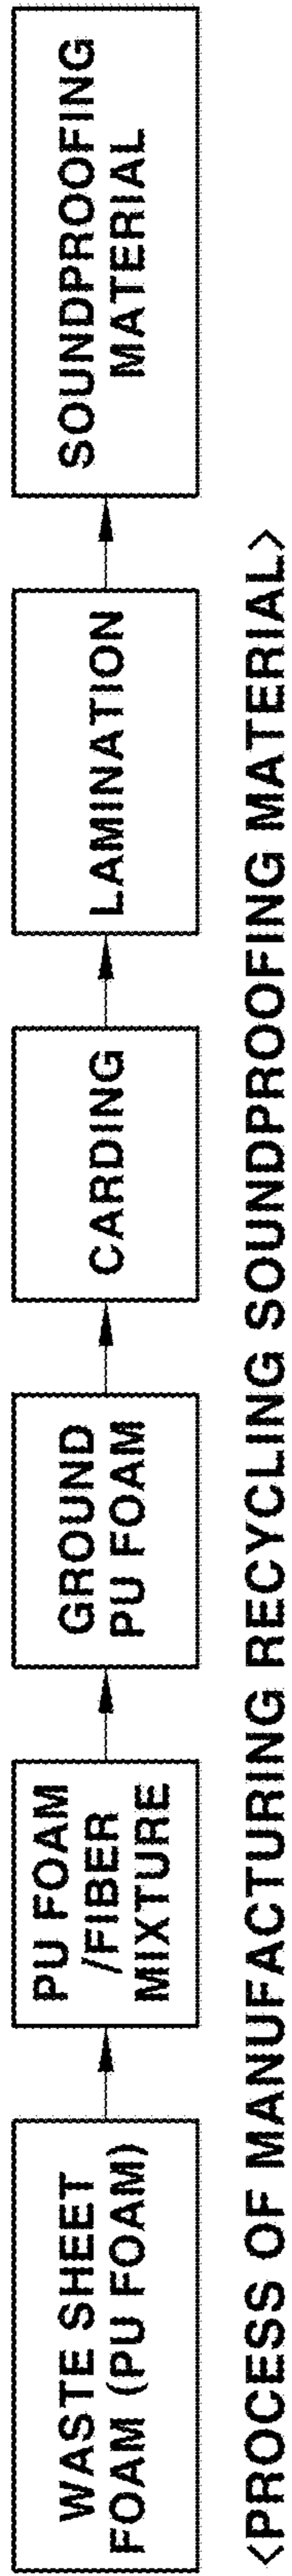 WASTE SHEET
FOAM (PU FOAM)
PU FOAM
/FIBER
MIXTURE
GROUND
PU FOAM
CARDING
LAMINATION
SOUNDPROOFING
MATERIAL
<PROCESS OF MANUFACTURING RECYCLING SOUNDPROOFING MATERIAL>